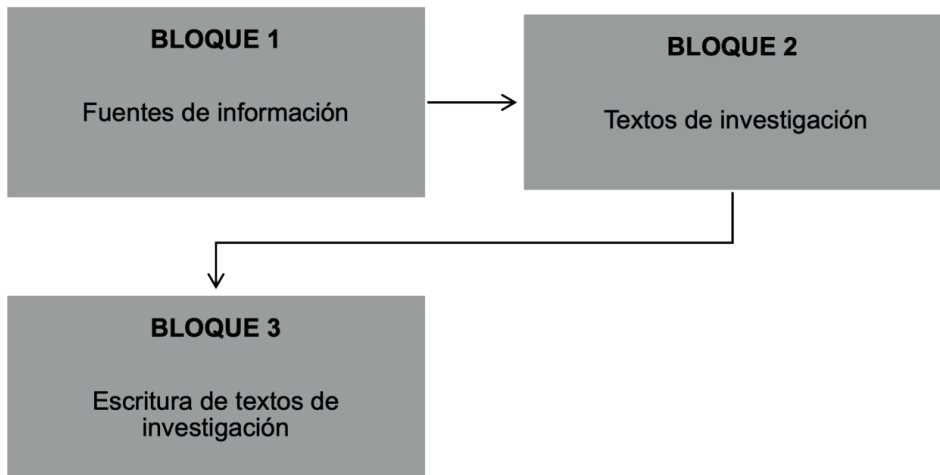 BLOQUE 1
Fuentes de información
BLOQUE 2
Textos de investigación
BLOQUE 3
Escritura de textos de
investigación